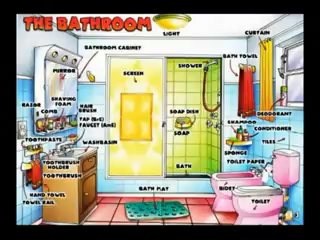 THE BATHROOM
LIGHT
CURTAIN
BATHROOM CABINET
MIRROR
SCREEN
SHOWER
BATH TOWEL
RAZOR
SHAVING
FOAM
COMB
HAIR
BRUSH
TAP (BrE)
FAUCET (AmE)
SOAP DISH
SOAP
DEODORANT
SHAMPOO
CONDITIONER
TOOTHPASTE
WASHBASIN
TILES
SPONGE
TOOTHBRUSH
HOLDER
TOOTHBRUSH
BATH
TOILET PAPER
HAND TOWEL
TOWEL RAIL
BATH MAT
BIDET
TOILET